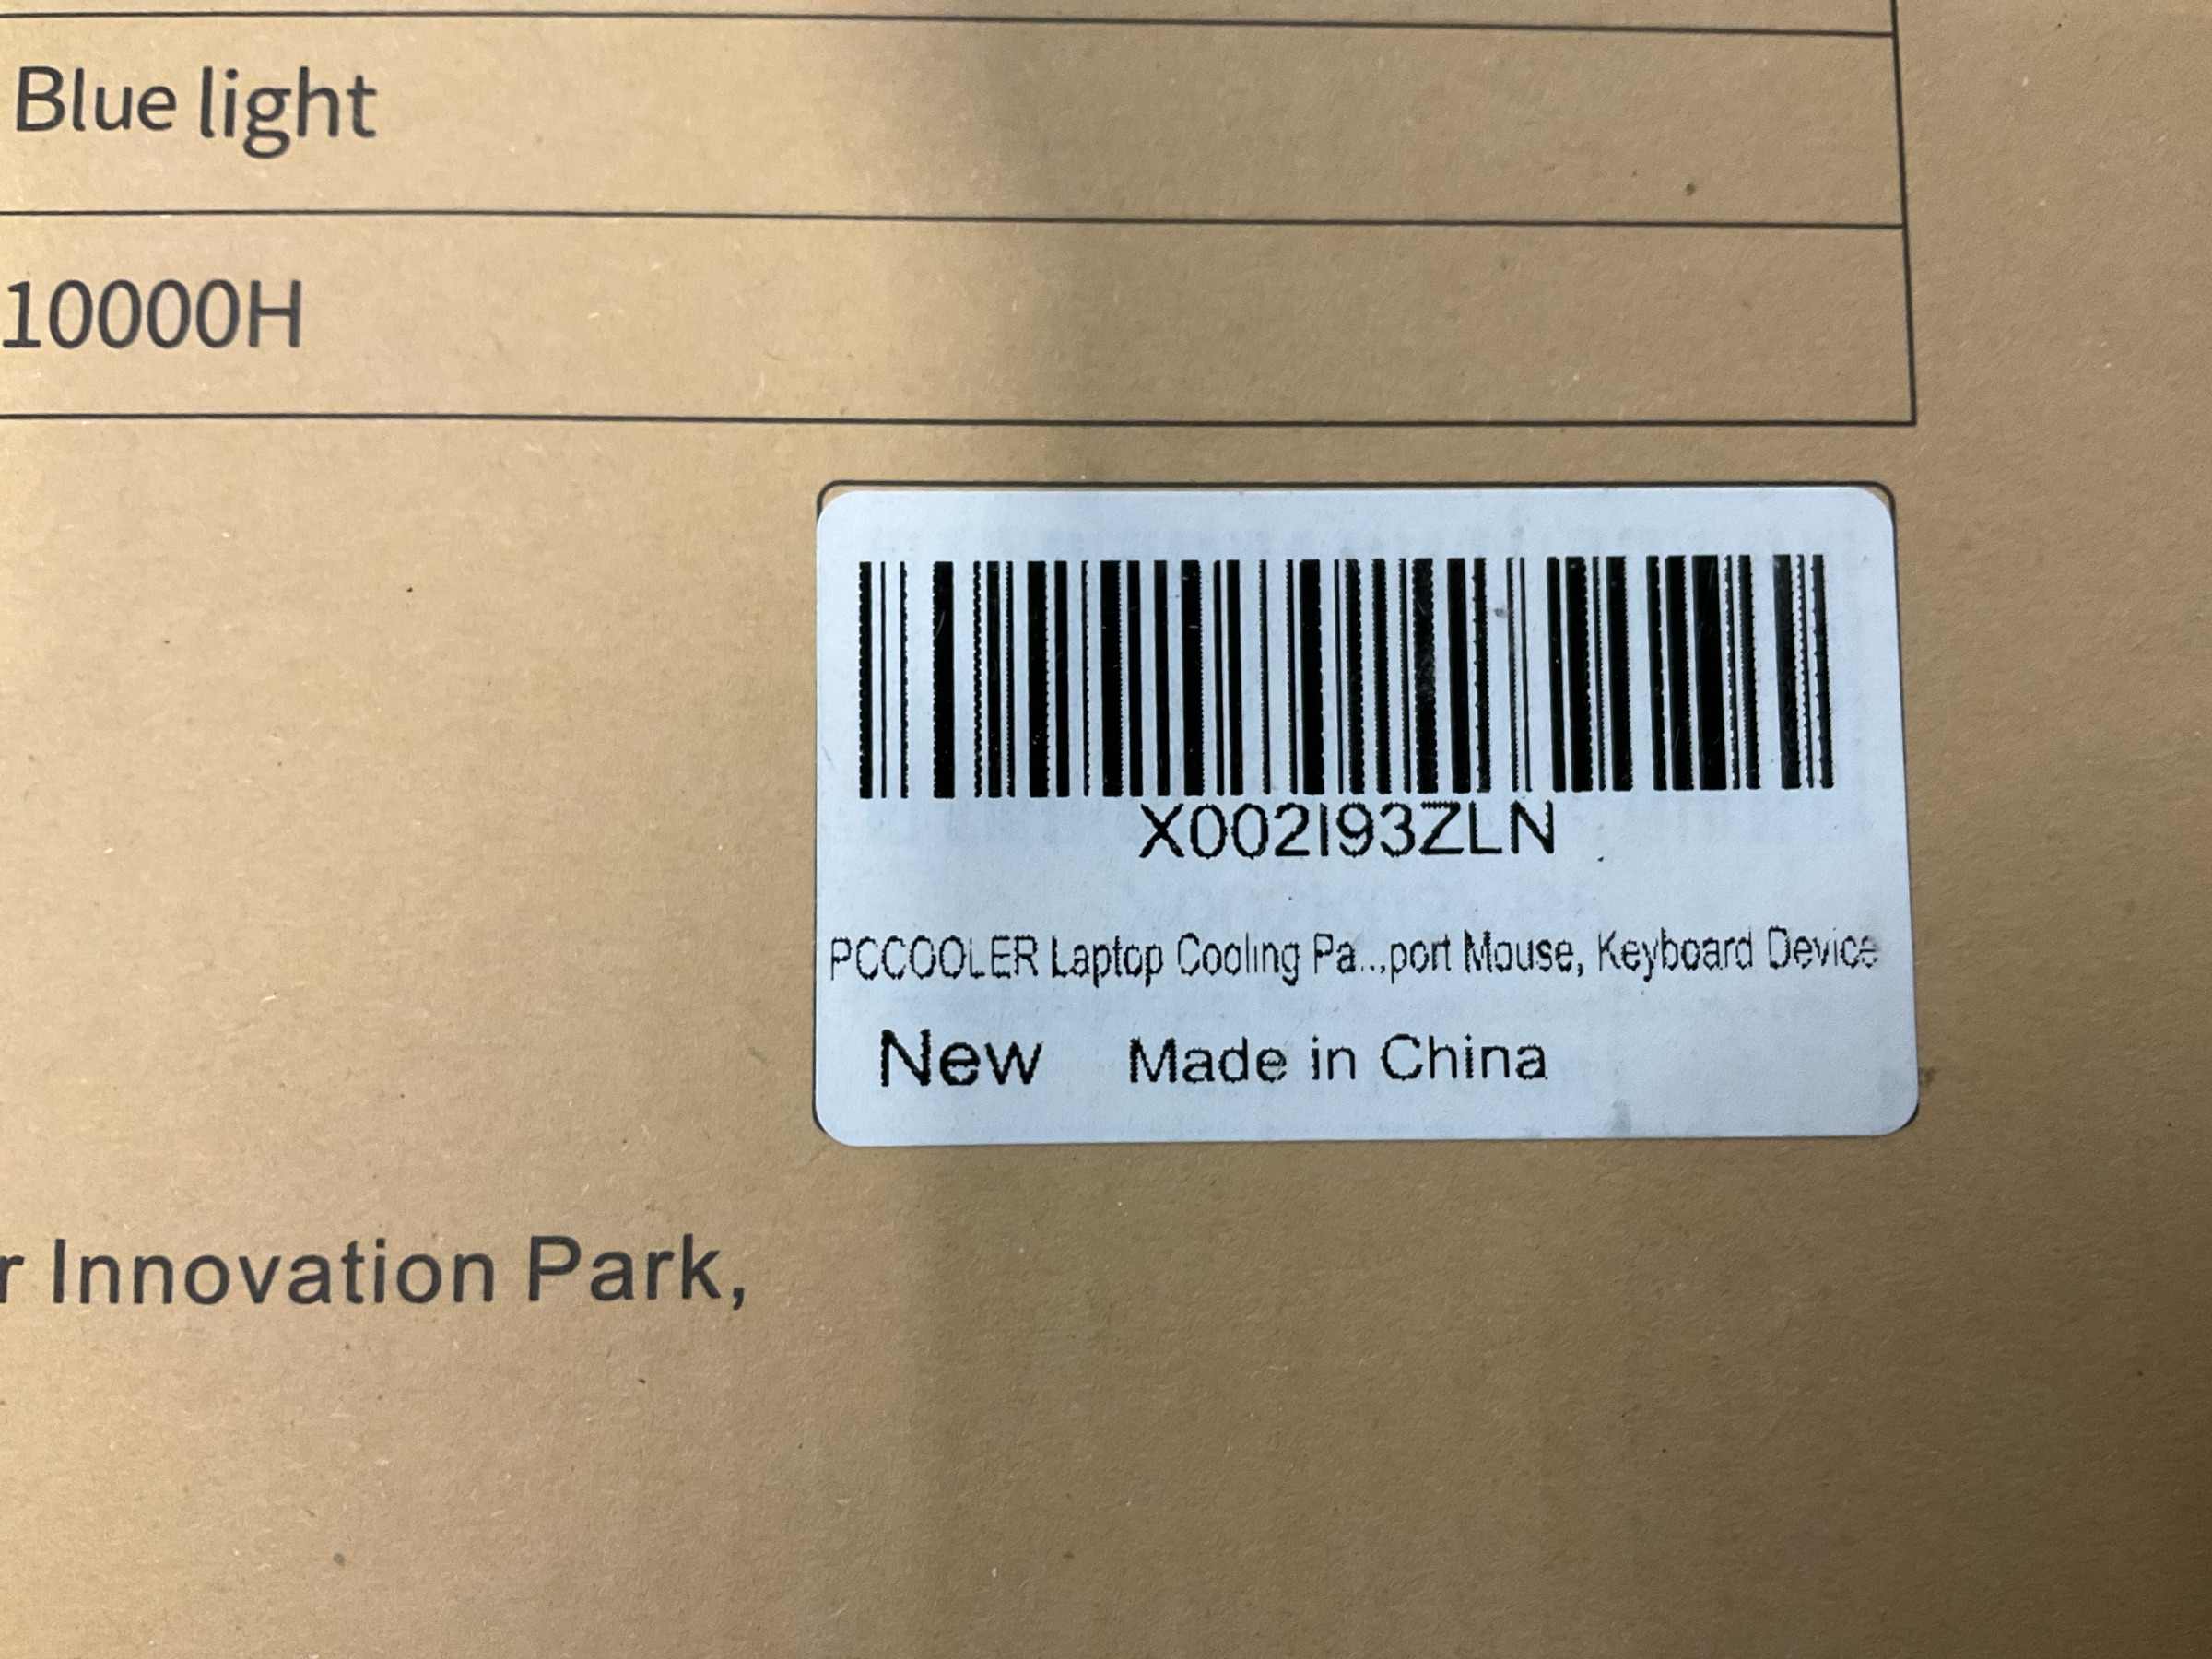 Blue light
10000H
X002I93ZLN
PCCOOLER Laptop Cooling Pa...port Mouse, Keyboard Device
New Made in China
r Innovation Park,